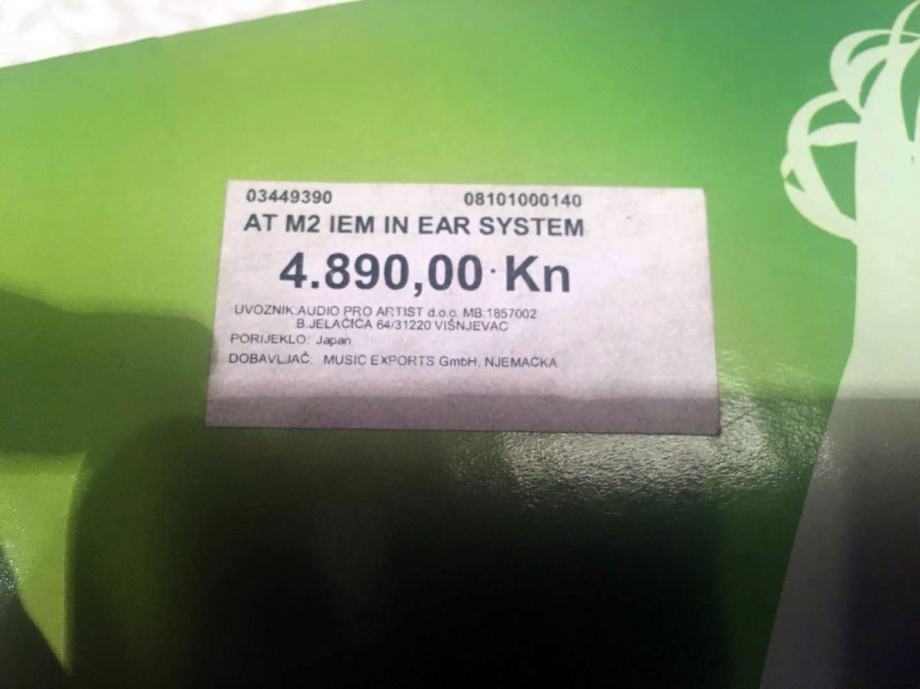 03449390 08101000140
AT M2 IEM IN EAR SYSTEM
4.890,00 Kn
UVOZNIK:AUDIO PRO ARTIST d.o.o. MB:1857002
B.JELAČIĆA 64/31220 VIŠNJEVAC
PORIJEKLO: Japan
DOBAVLJAČ: MUSIC EXPORTS GmbH, NJEMAČKA